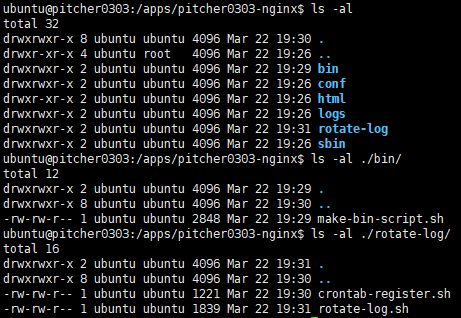 ubuntu@pitcher0303:/apps/pitcher0303-nginx$ ls -al
total 32
drwxrwxr-x 8 ubuntu ubuntu 4096 Mar 22 19:30 .
drwxr-xr-x 4 ubuntu root   4096 Mar 22 19:26 ..
drwxrwxr-x 2 ubuntu ubuntu 4096 Mar 22 19:29 bin
drwxrwxr-x 2 ubuntu ubuntu 4096 Mar 22 19:26 conf
drwxrwxr-x 2 ubuntu ubuntu 4096 Mar 22 19:26 html
drwxrwxr-x 2 ubuntu ubuntu 4096 Mar 22 19:26 logs
drwxrwxr-x 2 ubuntu ubuntu 4096 Mar 22 19:31 rotate-log
drwxrwxr-x 2 ubuntu ubuntu 4096 Mar 22 19:26 sbin
ubuntu@pitcher0303:/apps/pitcher0303-nginx$ ls -al ./bin/
total 12
drwxrwxr-x 2 ubuntu ubuntu 4096 Mar 22 19:29 .
drwxrwxr-x 8 ubuntu ubuntu 4096 Mar 22 19:30 ..
-rw-rw-r-- 1 ubuntu ubuntu 2848 Mar 22 19:29 make-bin-script.sh
ubuntu@pitcher0303:/apps/pitcher0303-nginx$ ls -al ./rotate-log/
total 16
drwxrwxr-x 2 ubuntu ubuntu 4096 Mar 22 19:31 .
drwxrwxr-x 8 ubuntu ubuntu 4096 Mar 22 19:30 ..
-rw-rw-r-- 1 ubuntu ubuntu 1221 Mar 22 19:30 crontab-register.sh
-rw-rw-r-- 1 ubuntu ubuntu 1839 Mar 22 19:31 rotate-log.sh